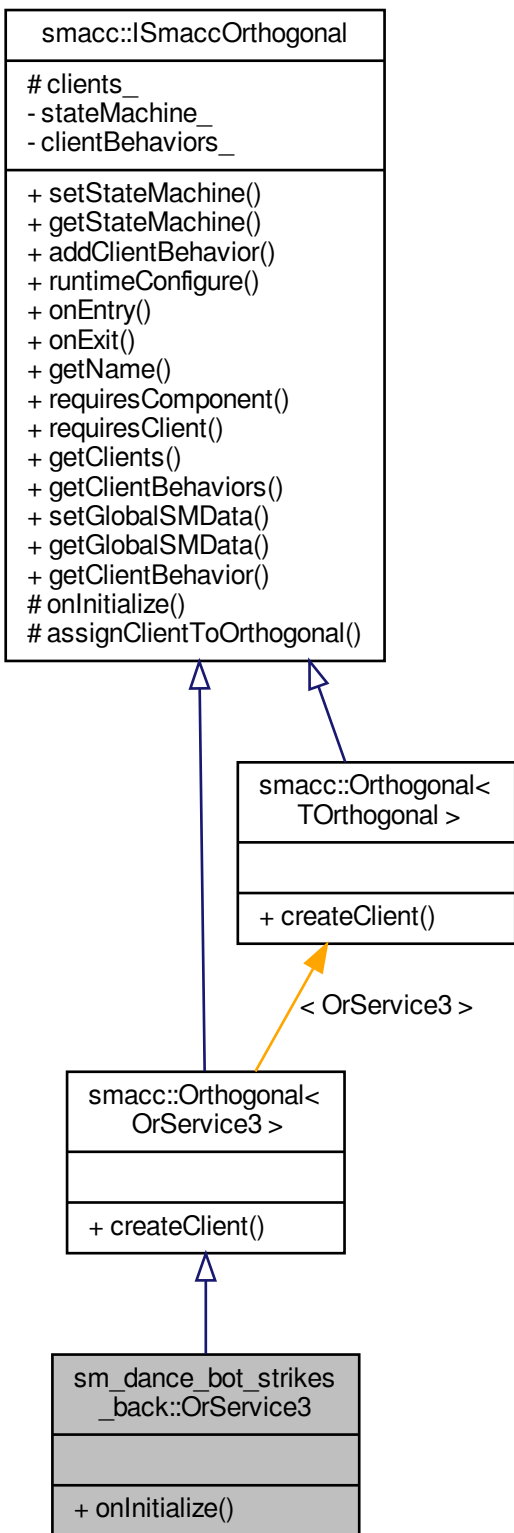 smacc::ISmaccOrthogonal
# clients_
- stateMachine_
- clientBehaviors_
+ setStateMachine()
+ getStateMachine()
+ addClientBehavior()
+ runtimeConfigure()
+ onEntry()
+ onExit()
+ getName()
+ requiresComponent()
+ requiresClient()
+ getClients()
+ getClientBehaviors()
+ setGlobalSMData()
+ getGlobalSMData()
+ getClientBehavior()
# onInitialize()
# assignClientToOrthogonal()
smacc::Orthogonal<
TOrthogonal >
+ createClient()
< OrService3 >
smacc::Orthogonal<
OrService3 >
+ createClient()
sm_dance_bot_strikes
_back::OrService3
+ onInitialize()